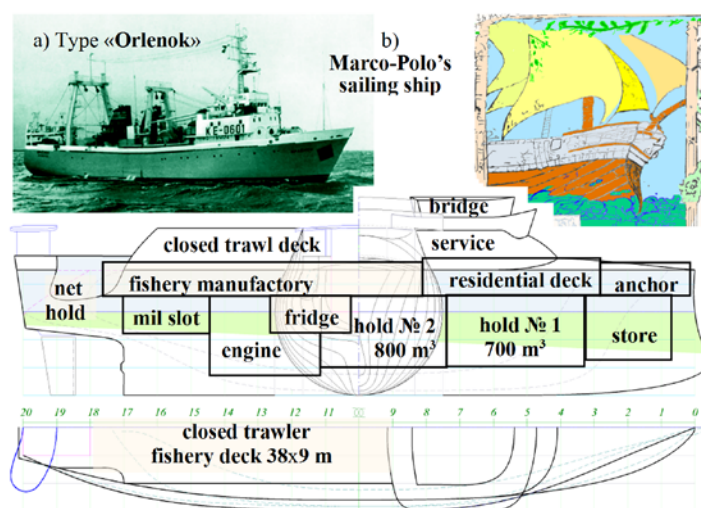 a) Type «Orlenok»
b)
Marco-Polo's
sailing ship
KE-0601
bridge
closed trawl deck
service
net
hold
fishery manufactory
residential deck
anchor
mil slot
fridge
engine
hold № 2
800 m³
hold № 1
700 m³
store
20 19 18 17 16 15 14 13 12 11 9 8 7 6 5 4 3 2 1 0
closed trawler
fishery deck 38x9 m